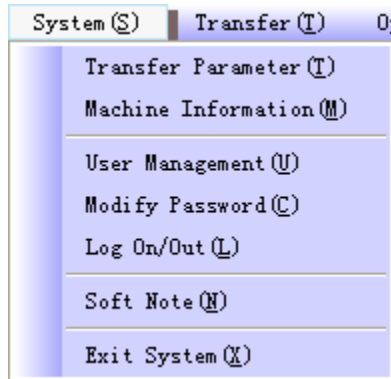 System(S) Transfer(T)
Transfer Parameter(T)
Machine Information(M)
User Management(U)
Modify Password(C)
Log On/Out(L)
Soft Note(N)
Exit System(X)